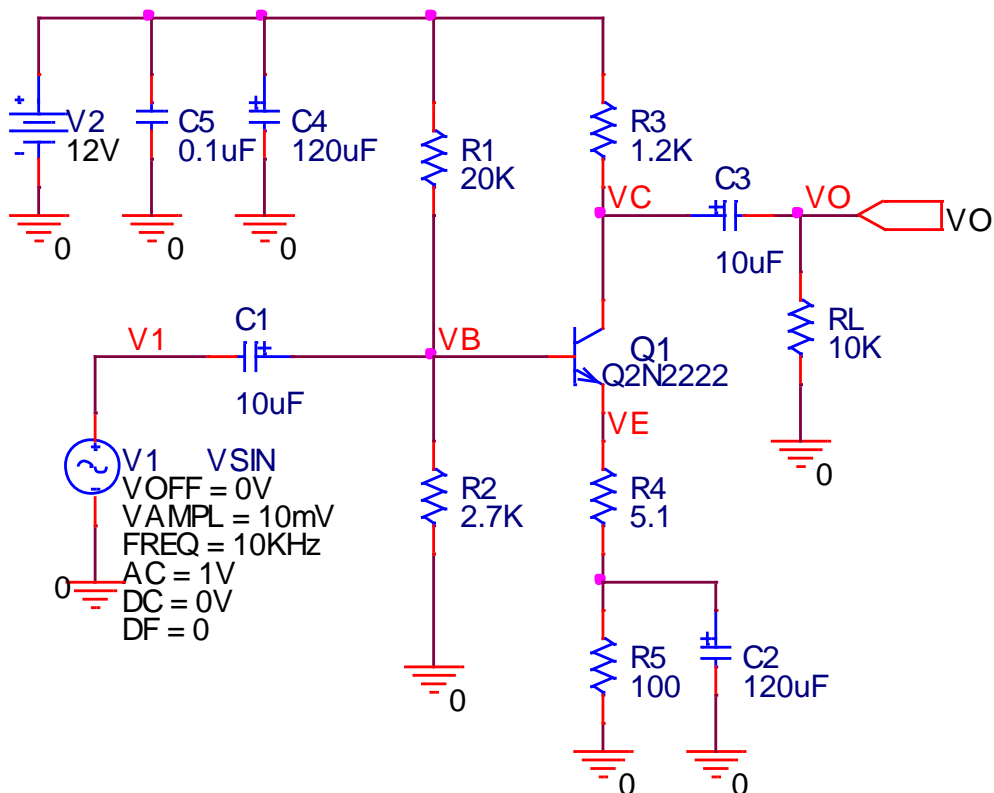 +
-
V2
12V
0
C5
0.1uF
0
+
C4
120uF
0
R1
20K
R3
1.2K
VC
C3
+
10uF
VO
VO
RL
10K
0
V1
C1
+
10uF
VB
Q1
Q2N2222
VE
V1
VSIN
VOFF = 0V
VAMPL = 10mV
FREQ = 10KHz
AC = 1V
DC = 0V
DF = 0
+
-
0
R2
2.7K
0
R4
5.1
R5
100
0
+
C2
120uF
0